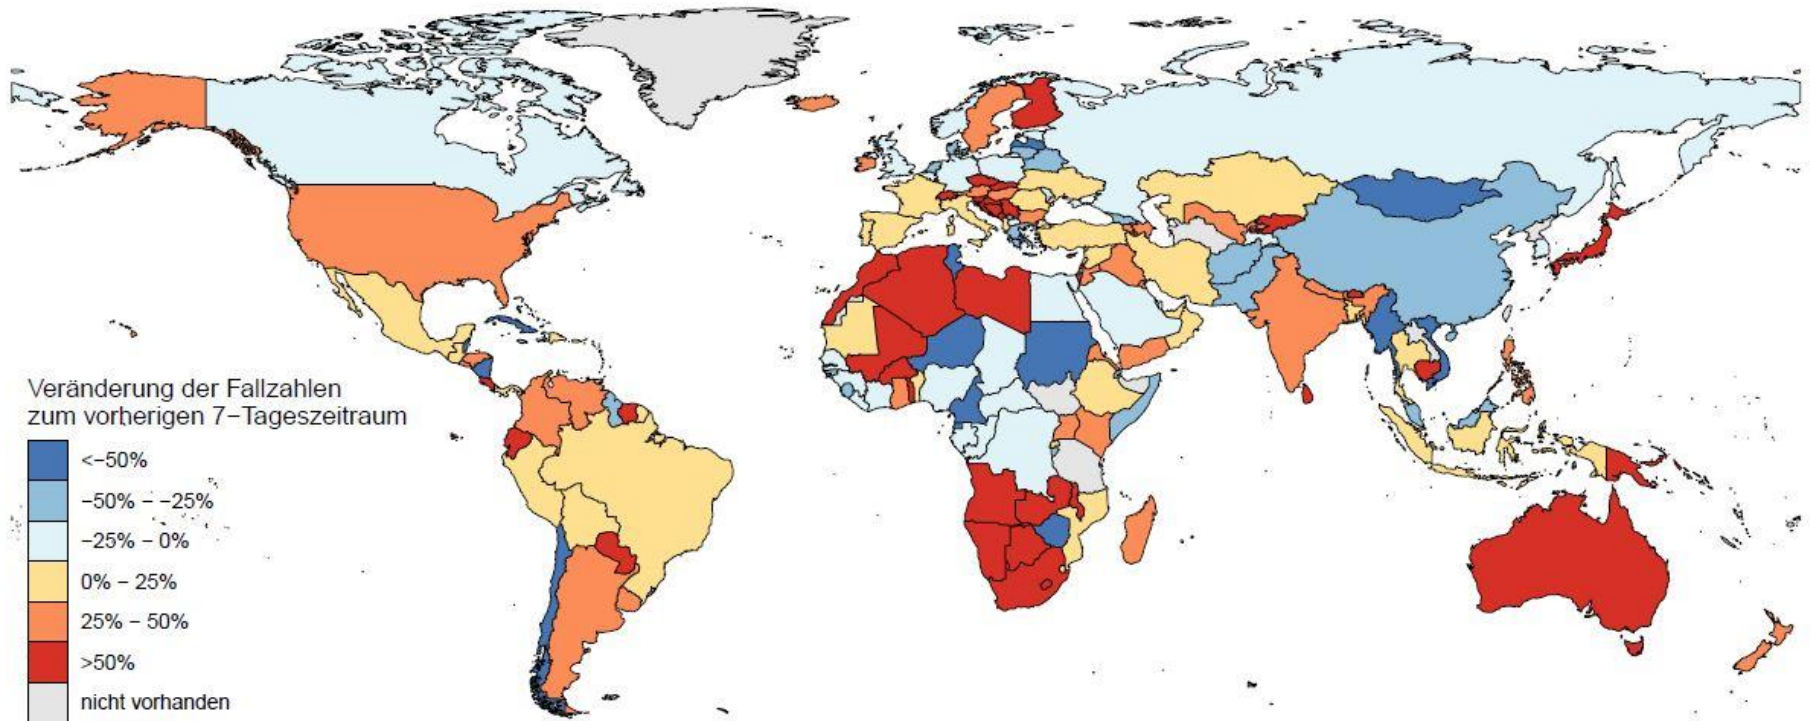 Veränderung der Fallzahlen
zum vorherigen 7−Tageszeitraum
<−50%
−50% − −25%
−25% − 0%
0% − 25%
25% − 50%
>50%
nicht vorhanden